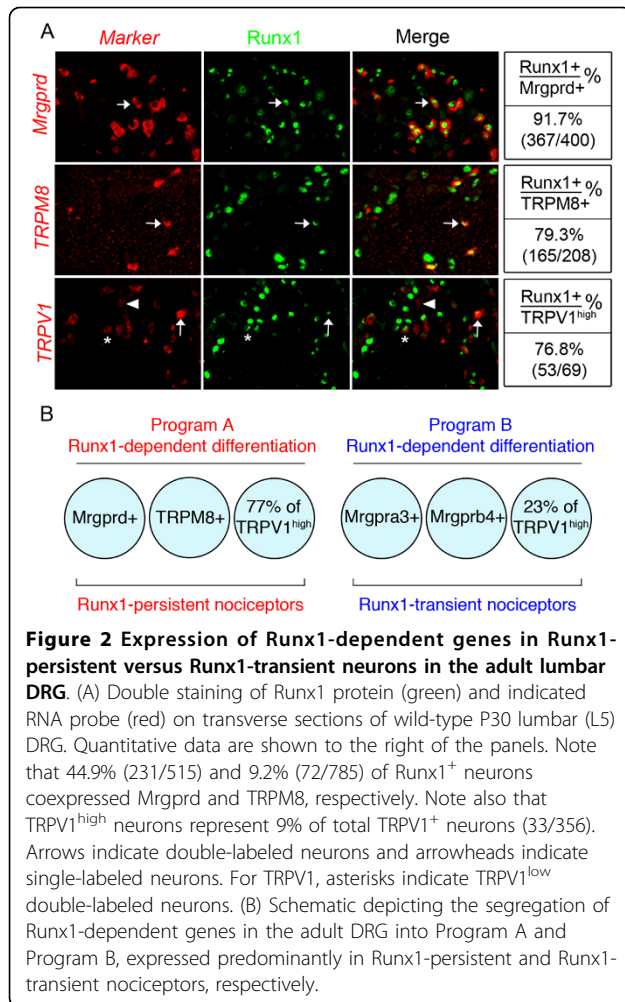 A
Marker
Runx1
Merge
Mrgprd
Runx1+
Mrgprd+
%
91.7%
(367/400)
TRPM8
Runx1+
TRPM8+
%
79.3%
(165/208)
TRPV1
*
*
*
Runx1+
TRPV1high
%
76.8%
(53/69)
B
Program A
Runx1-dependent differentiation
Program B
Runx1-dependent differentiation
Mrgprd+
TRPM8+
77% of
TRPV1high
Mrgpra3+
Mrgprb4+
23% of
TRPV1high
Runx1-persistent nociceptors
Runx1-transient nociceptors
Figure 2 Expression of Runx1-dependent genes in Runx1-
persistent versus Runx1-transient neurons in the adult lumbar
DRG. (A) Double staining of Runx1 protein (green) and indicated
RNA probe (red) on transverse sections of wild-type P30 lumbar (L5)
DRG. Quantitative data are shown to the right of the panels. Note
that 44.9% (231/515) and 9.2% (72/785) of Runx1+ neurons
coexpressed Mrgprd and TRPM8, respectively. Note also that
TRPV1high neurons represent 9% of total TRPV1+ neurons (33/356).
Arrows indicate double-labeled neurons and arrowheads indicate
single-labeled neurons. For TRPV1, asterisks indicate TRPV1low
double-labeled neurons. (B) Schematic depicting the segregation of
Runx1-dependent genes in the adult DRG into Program A and
Program B, expressed predominantly in Runx1-persistent and Runx1-
transient nociceptors, respectively.